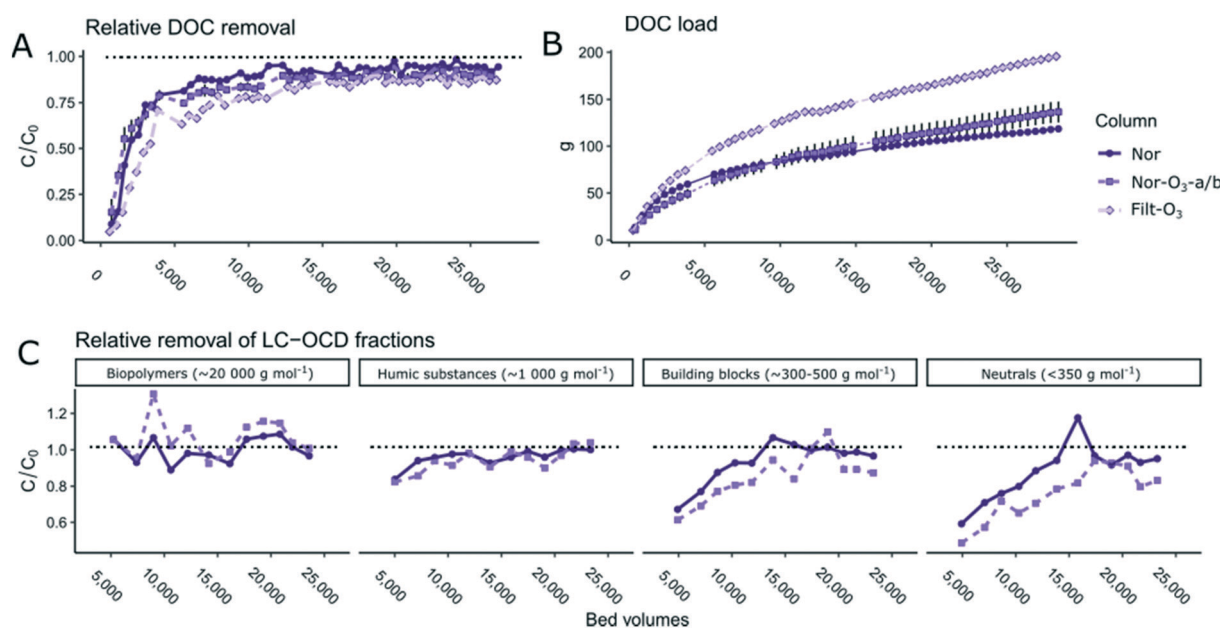 A
Relative DOC removal
C/C₀
1.00
0.75
0.50
0.25
0.00
0
5,000
10,000
15,000
20,000
25,000
B
DOC load
g
200
150
100
50
0
0
5,000
10,000
15,000
20,000
25,000
Column
Nor
Nor-O₃-a/b
Filt-O₃
C
Relative removal of LC−OCD fractions
Biopolymers (~20 000 g mol⁻¹)
Humic substances (~1 000 g mol⁻¹)
Building blocks (~300-500 g mol⁻¹)
Neutrals (<350 g mol⁻¹)
C/C₀
1.2
1.0
0.8
0.6
5,000
10,000
15,000
20,000
25,000
5,000
10,000
15,000
20,000
25,000
5,000
10,000
15,000
20,000
25,000
5,000
10,000
15,000
20,000
25,000
Bed volumes